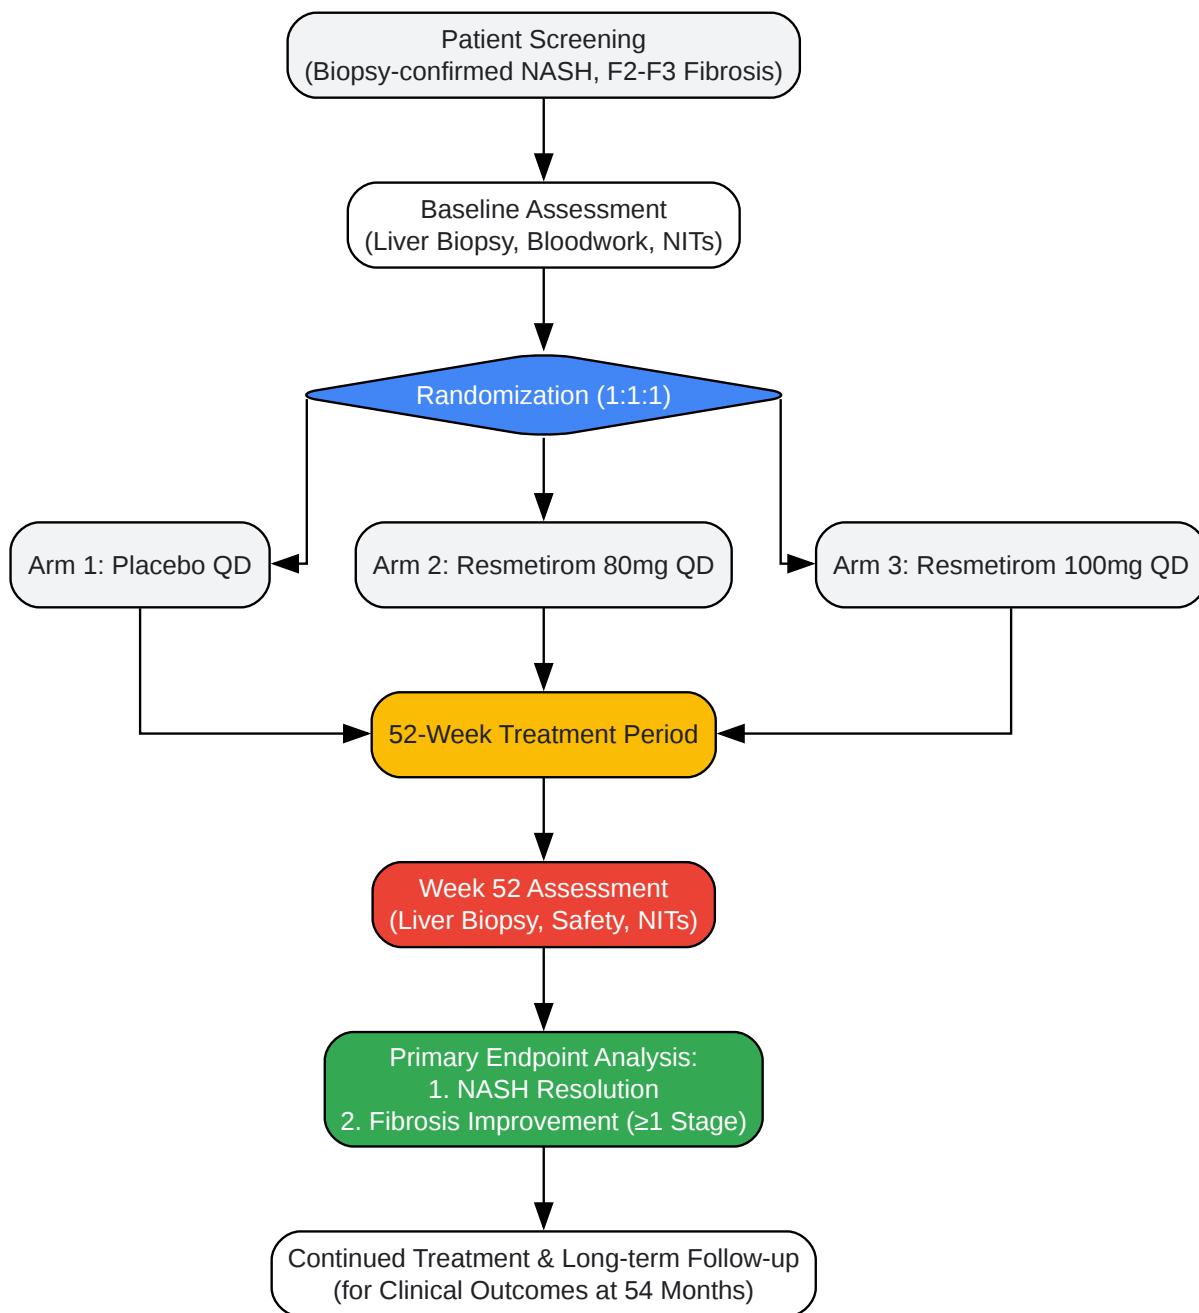 Patient Screening
(Biopsy-confirmed NASH, F2-F3 Fibrosis)
Baseline Assessment
(Liver Biopsy, Bloodwork, NITs)
Randomization (1:1:1)
Arm 1: Placebo QD
Arm 2: Resmetirom 80mg QD
Arm 3: Resmetirom 100mg QD
52-Week Treatment Period
Week 52 Assessment
(Liver Biopsy, Safety, NITs)
Primary Endpoint Analysis:
1. NASH Resolution
2. Fibrosis Improvement (≥1 Stage)
Continued Treatment & Long-term Follow-up
(for Clinical Outcomes at 54 Months)